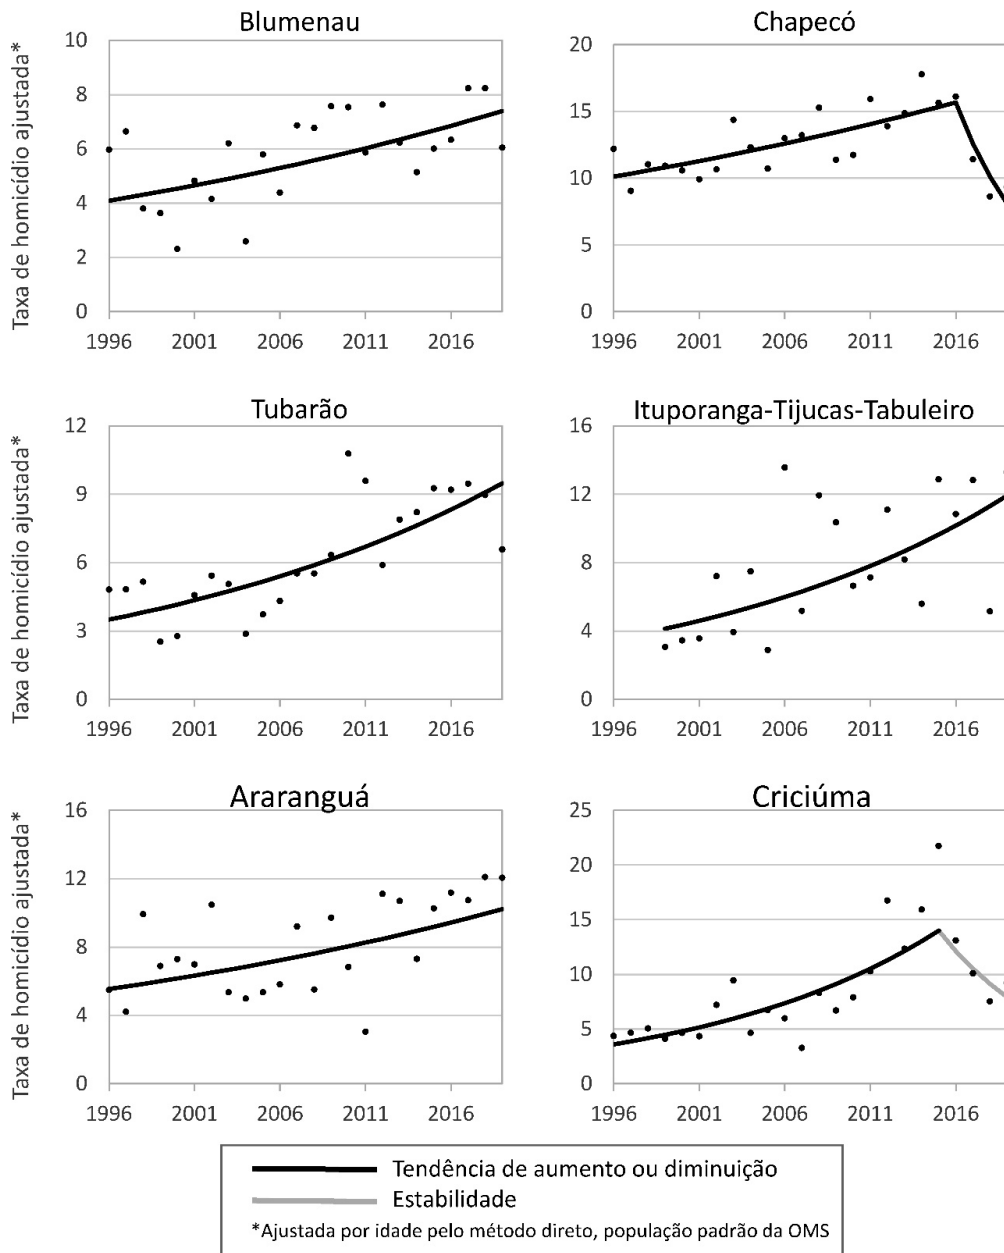 Blumenau
Chapecó
Taxa de homicídio ajustada*
10
8
6
4
2
0
1996 2001 2006 2011 2016
20
15
10
5
0
1996 2001 2006 2011 2016
Tubarão
Ituporanga-Tijucas-Tabuleiro
Taxa de homicídio ajustada*
12
9
6
3
0
1996 2001 2006 2011 2016
16
12
8
4
0
1996 2001 2006 2011 2016
Araranguá
Criciúma
Taxa de homicídio ajustada*
16
12
8
4
0
1996 2001 2006 2011 2016
25
20
15
10
5
0
1996 2001 2006 2011 2016
Tendência de aumento ou diminuição
Estabilidade
*Ajustada por idade pelo método direto, população padrão da OMS